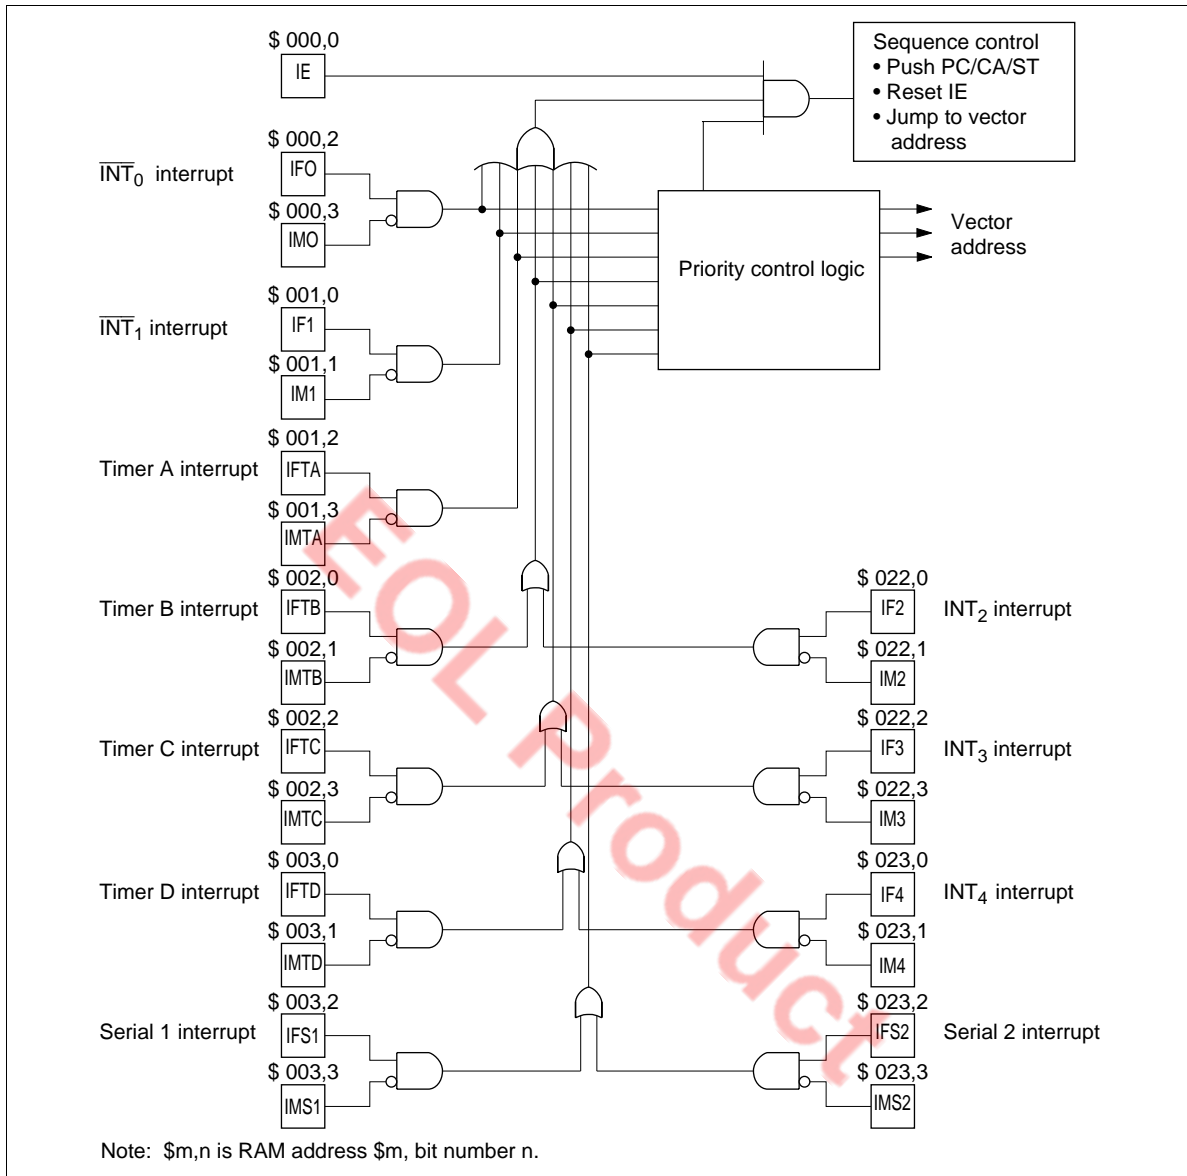 $ 000,0
IE
Sequence control
• Push PC/CA/ST
• Reset IE
• Jump to vector
address
$ 000,2
INT0 interrupt
IFO
$ 000,3
IMO
Priority control logic
Vector
address
$ 001,0
INT1 interrupt
IF1
$ 001,1
IM1
$ 001,2
Timer A interrupt
IFTA
$ 001,3
IMTA
$ 002,0
Timer B interrupt
IFTB
$ 002,1
IMTB
$ 022,0
IF2
INT2 interrupt
$ 022,1
IM2
$ 002,2
Timer C interrupt
IFTC
$ 002,3
IMTC
$ 022,2
IF3
INT3 interrupt
$ 022,3
IM3
$ 003,0
Timer D interrupt
IFTD
$ 003,1
IMTD
$ 023,0
IF4
INT4 interrupt
$ 023,1
IM4
$ 003,2
Serial 1 interrupt
IFS1
$ 003,3
IMS1
$ 023,2
IFS2
Serial 2 interrupt
$ 023,3
IMS2
EOL Product
Note: $m,n is RAM address $m, bit number n.